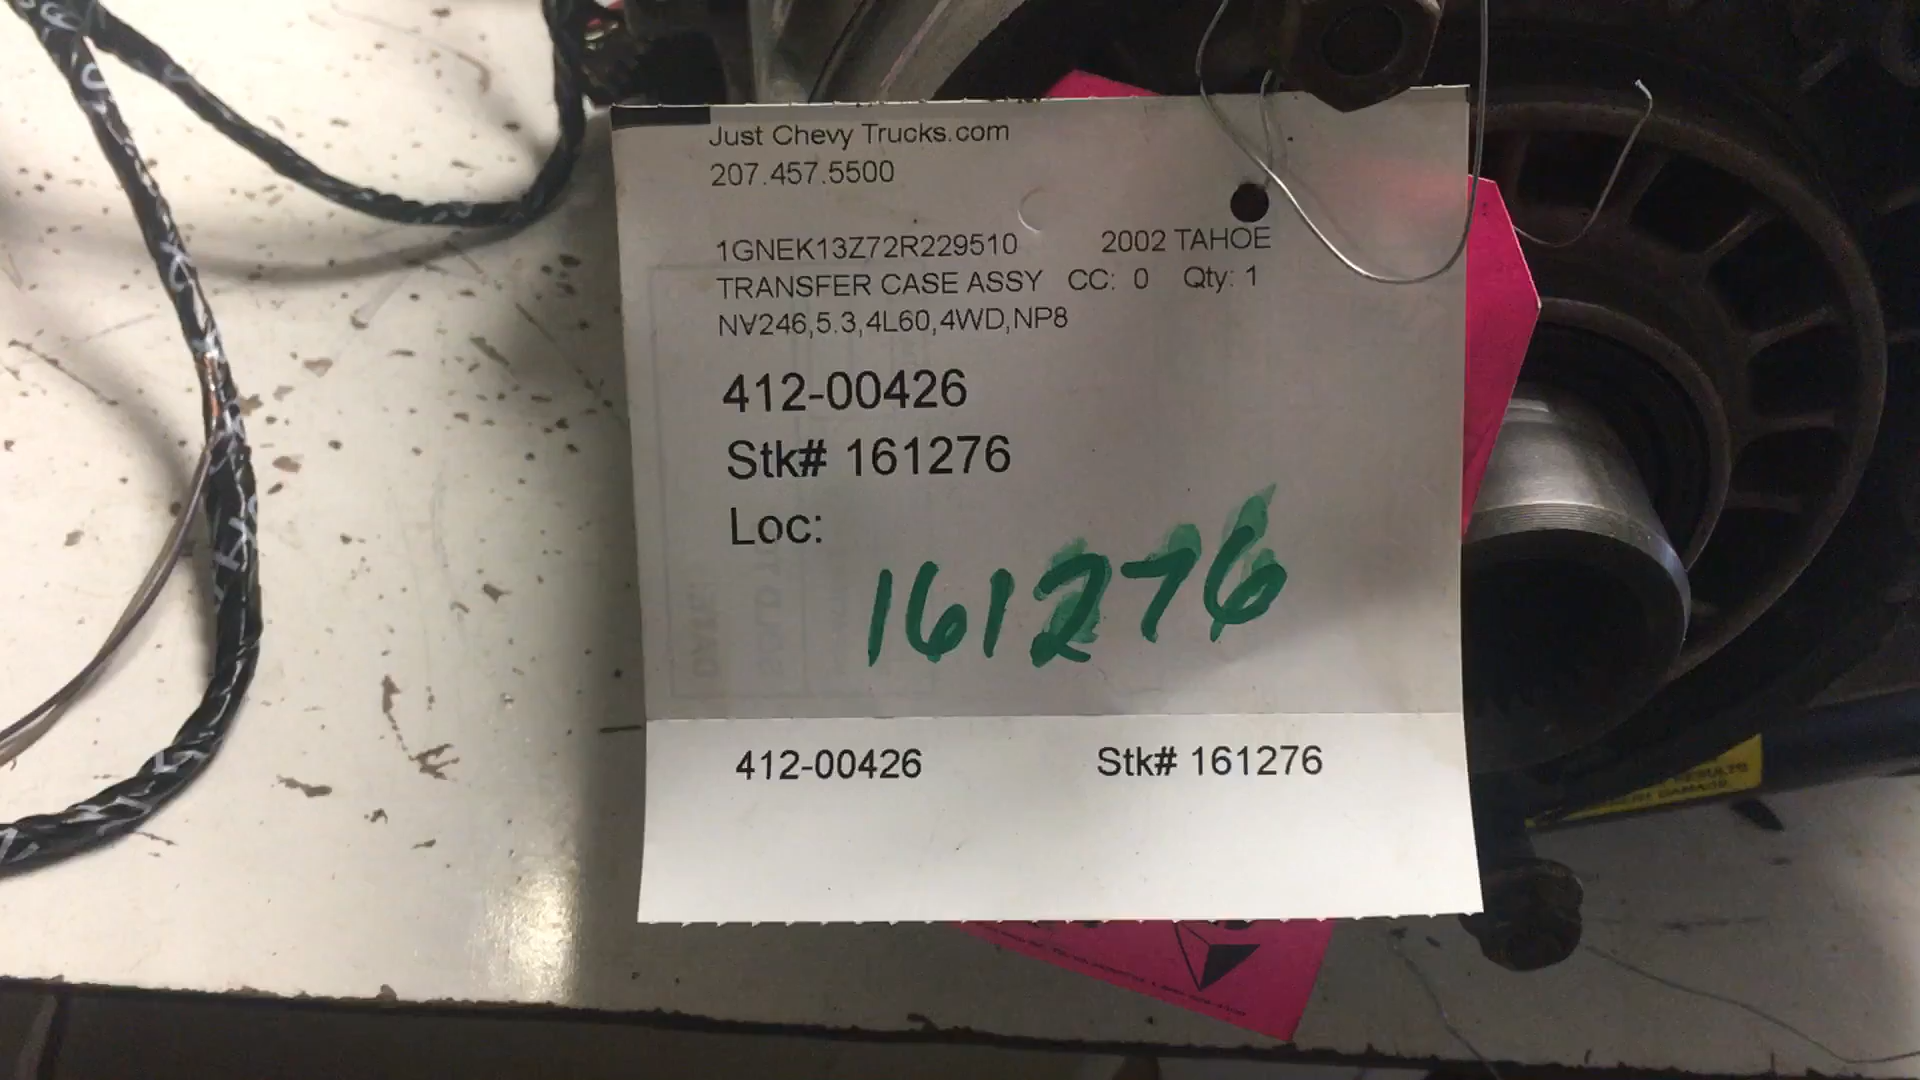 Just Chevy Trucks.com
207.457.5500
1GNEK13Z72R229510 2002 TAHOE
TRANSFER CASE ASSY CC: 0 Qty: 1
NV246,5.3,4L60,4WD,NP8
412-00426
Stk# 161276
Loc:
161276
412-00426 Stk# 161276